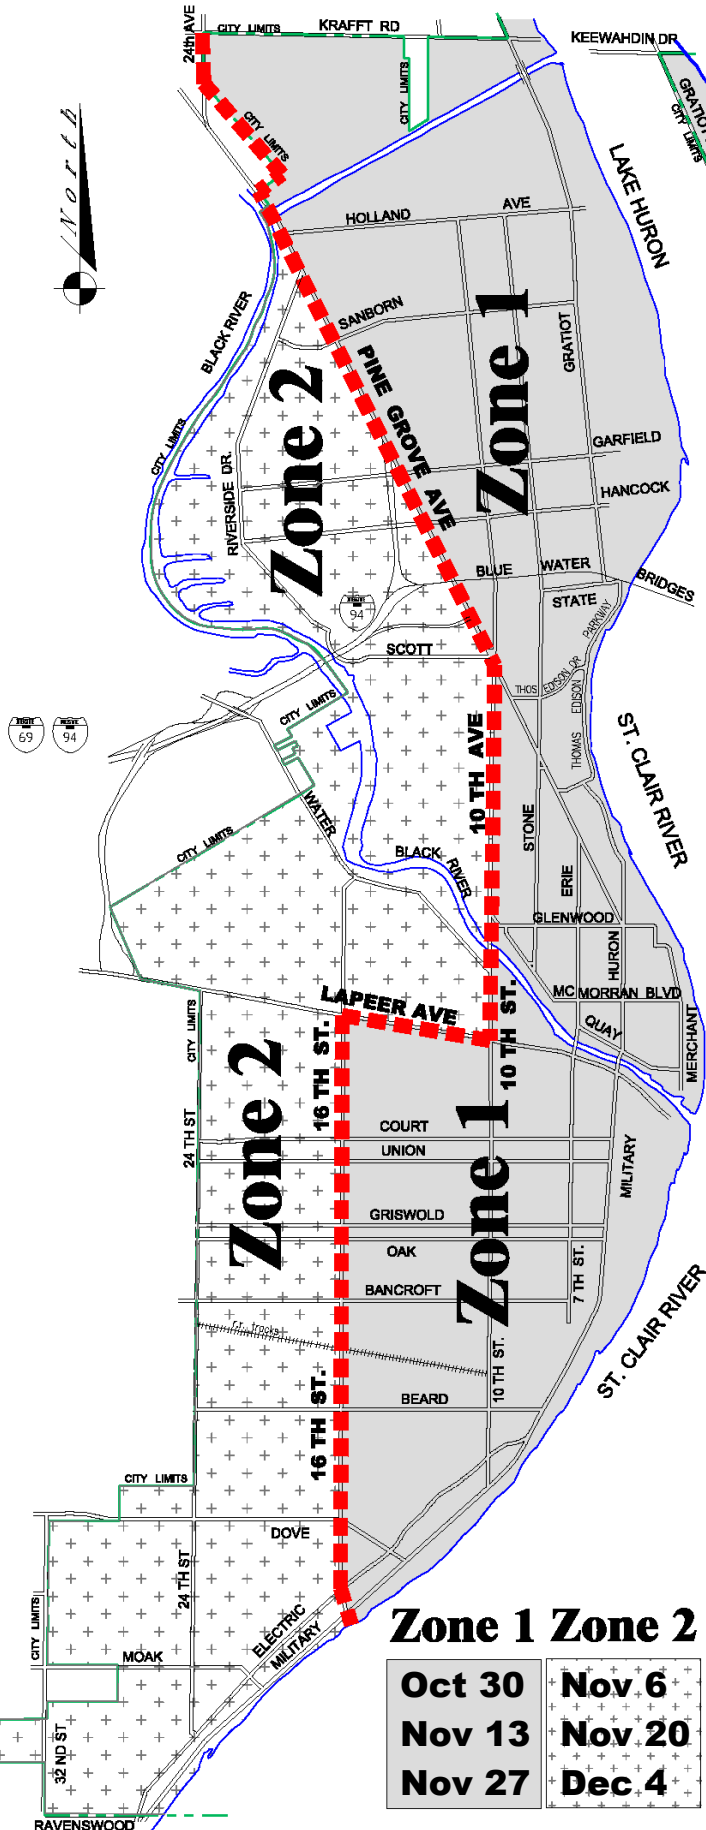 24th AVE
CITY LIMITS
KRAFFT RD
KEEWAHDIN DR
CITY LIMITS
GRATIOT
CITY LIMITS
CITY LIMITS
North
LAKE HURON
HOLLAND
AVE
BLACK RIVER
SANBORN
Zone 1
GRATIOT
PINE GROVE AVE
Zone 2
CITY LIMITS
RIVERSIDE DR.
GARFIELD
HANCOCK
BLUE
WATER
BRIDGES
STATE
PARKWAY
94
SCOTT
THOS
EDISON DR
EDISON
THOMAS
69
94
CITY LIMITS
WATER
10 TH AVE
ST. CLAIR RIVER
STONE
CITY LIMITS
BLACK
RIVER
ERIE
GLENWOOD
HURON
LAPEER AVE
MC MORRAN BLVD
10 TH ST.
QUAY
MERCHANT
CITY LIMITS
16 TH ST.
Zone 2
24 TH ST
Zone 1
COURT
UNION
MILITARY
GRISWOLD
OAK
7 TH ST.
BANCROFT
r.r. tracks
ST. CLAIR RIVER
10 TH ST.
BEARD
16 TH ST.
CITY LIMITS
DOVE
24 TH ST
CITY LIMITS
ELECTRIC
MILITARY
MOAK
32 ND ST
RAVENSWOOD
Zone 1 Zone 2
Oct 30 Nov 6
Nov 13 Nov 20
Nov 27 Dec 4